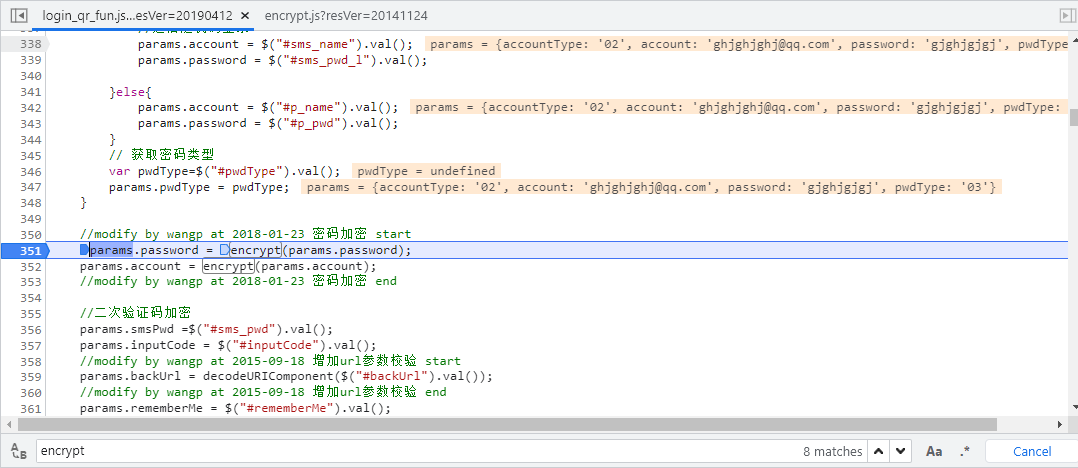 login_qr_fun.js...esVer=20190412 × encrypt.js?resVer=20141124
338 params.account = $("#sms_name").val(); params = {accountType: '02', account: 'ghjghjghj@qq.com', password: 'gjghjgjgj', pwdType
339 params.password = $("#sms_pwd_l").val();
340
341 }else{
342 params.account = $("#p_name").val(); params = {accountType: '02', account: 'ghjghjghj@qq.com', password: 'gjghjgjgj', pwdType:
343 params.password = $("#p_pwd").val();
344 }
345 // 获取密码类型
346 var pwdType=$("#pwdType").val(); pwdType = undefined
347 params.pwdType = pwdType; params = {accountType: '02', account: 'ghjghjghj@qq.com', password: 'gjghjgjgj', pwdType: '03'}
348 }
349
350 //modify by wangp at 2018-01-23 密码加密 start
351 params.password = encrypt(params.password);
352 params.account = encrypt(params.account);
353 //modify by wangp at 2018-01-23 密码加密 end
354
355 //二次验证码加密
356 params.smsPwd =$("#sms_pwd").val();
357 params.inputCode = $("#inputCode").val();
358 //modify by wangp at 2015-09-18 增加url参数校验 start
359 params.backUrl = decodeURIComponent($("#backUrl").val());
360 //modify by wangp at 2015-09-18 增加url参数校验 end
361 params.rememberMe = $("#rememberMe").val();
encrypt 8 matches Aa .* Cancel